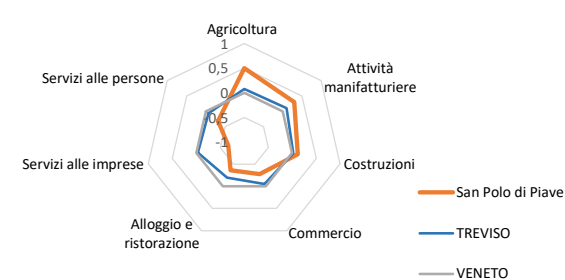 Agricoltura
1
0,5
0
-0,5
-1
Attività
manifatturiere
Costruzioni
Commercio
Alloggio e
ristorazione
Servizi alle imprese
Servizi alle persone
San Polo di Piave
TREVISO
VENETO